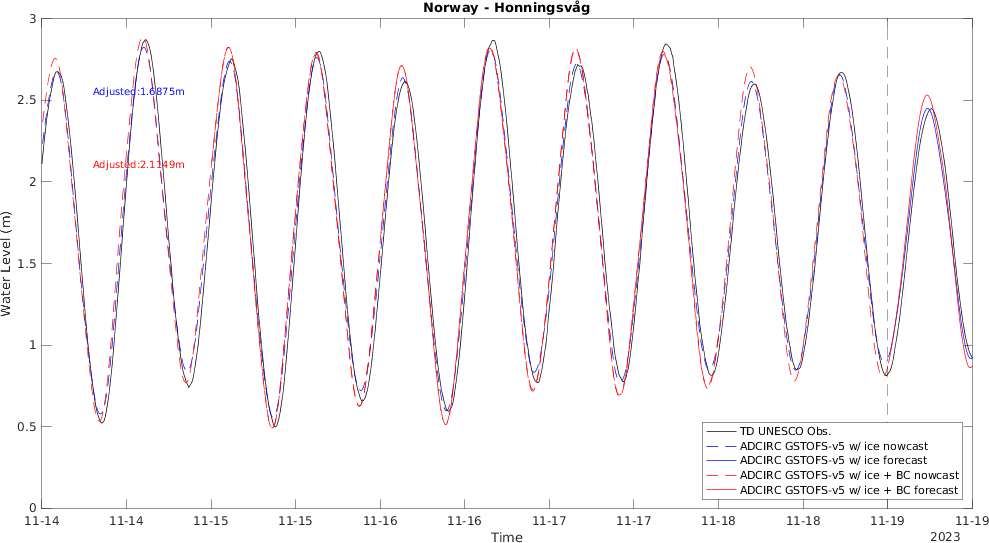 Norway - Honningsvåg
3
2.5
2
1.5
1
0.5
0
Water Level (m)
Adjusted:1.6875m
Adjusted:2.1149m
TD UNESCO Obs.
ADCIRC GSTOFS-v5 w/ ice nowcast
ADCIRC GSTOFS-v5 w/ ice forecast
ADCIRC GSTOFS-v5 w/ ice + BC nowcast
ADCIRC GSTOFS-v5 w/ ice + BC forecast
11-14 11-14 11-15 11-15 11-16 11-16 11-17 11-17 11-18 11-18 11-19 11-19
Time
2023